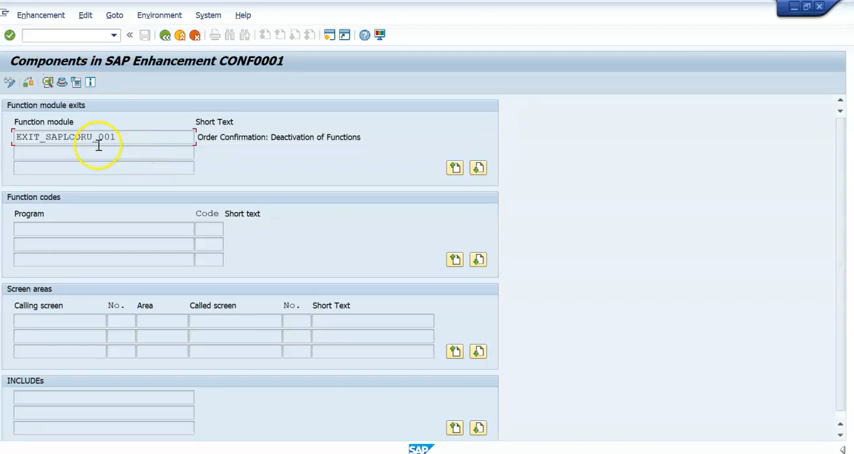 Enhancement Edit Goto Environment System Help
Components in SAP Enhancement CONF0001
Function module exits
Function module Short Text
EXIT_SAPLCORU_001 Order Confirmation: Deactivation of Functions
Function codes
Program Code Short text
Screen areas
Calling screen No. Area Called screen No. Short Text
INCLUDEs
SAP